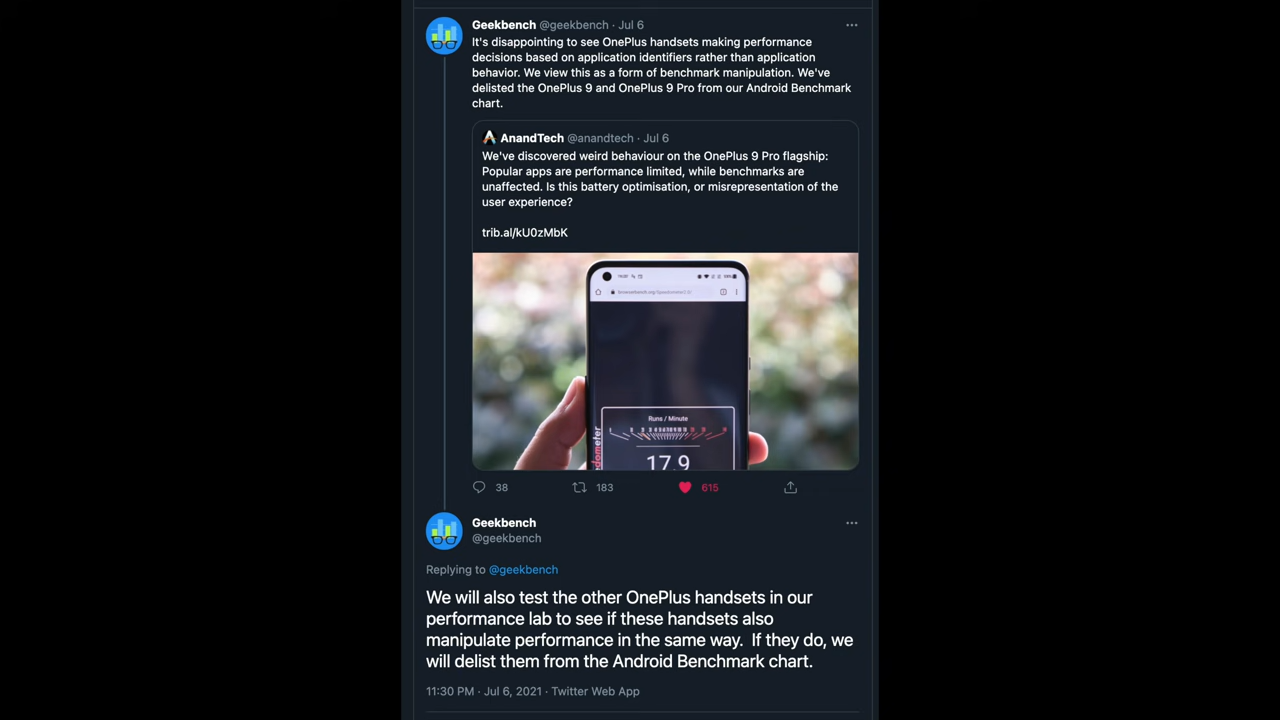 Geekbench @geekbench · Jul 6
It's disappointing to see OnePlus handsets making performance
decisions based on application identifiers rather than application
behavior. We view this as a form of benchmark manipulation. We've
delisted the OnePlus 9 and OnePlus 9 Pro from our Android Benchmark
chart.
AnandTech @anandtech · Jul 6
We've discovered weird behaviour on the OnePlus 9 Pro flagship:
Popular apps are performance limited, while benchmarks are
unaffected. Is this battery optimisation, or misrepresentation of the
user experience?
trib.al/kU0zMbK
Runs / Minute
17.9
38 183 615
Geekbench
@geekbench
Replying to @geekbench
We will also test the other OnePlus handsets in our
performance lab to see if these handsets also
manipulate performance in the same way.  If they do, we
will delist them from the Android Benchmark chart.
11:30 PM · Jul 6, 2021 · Twitter Web App